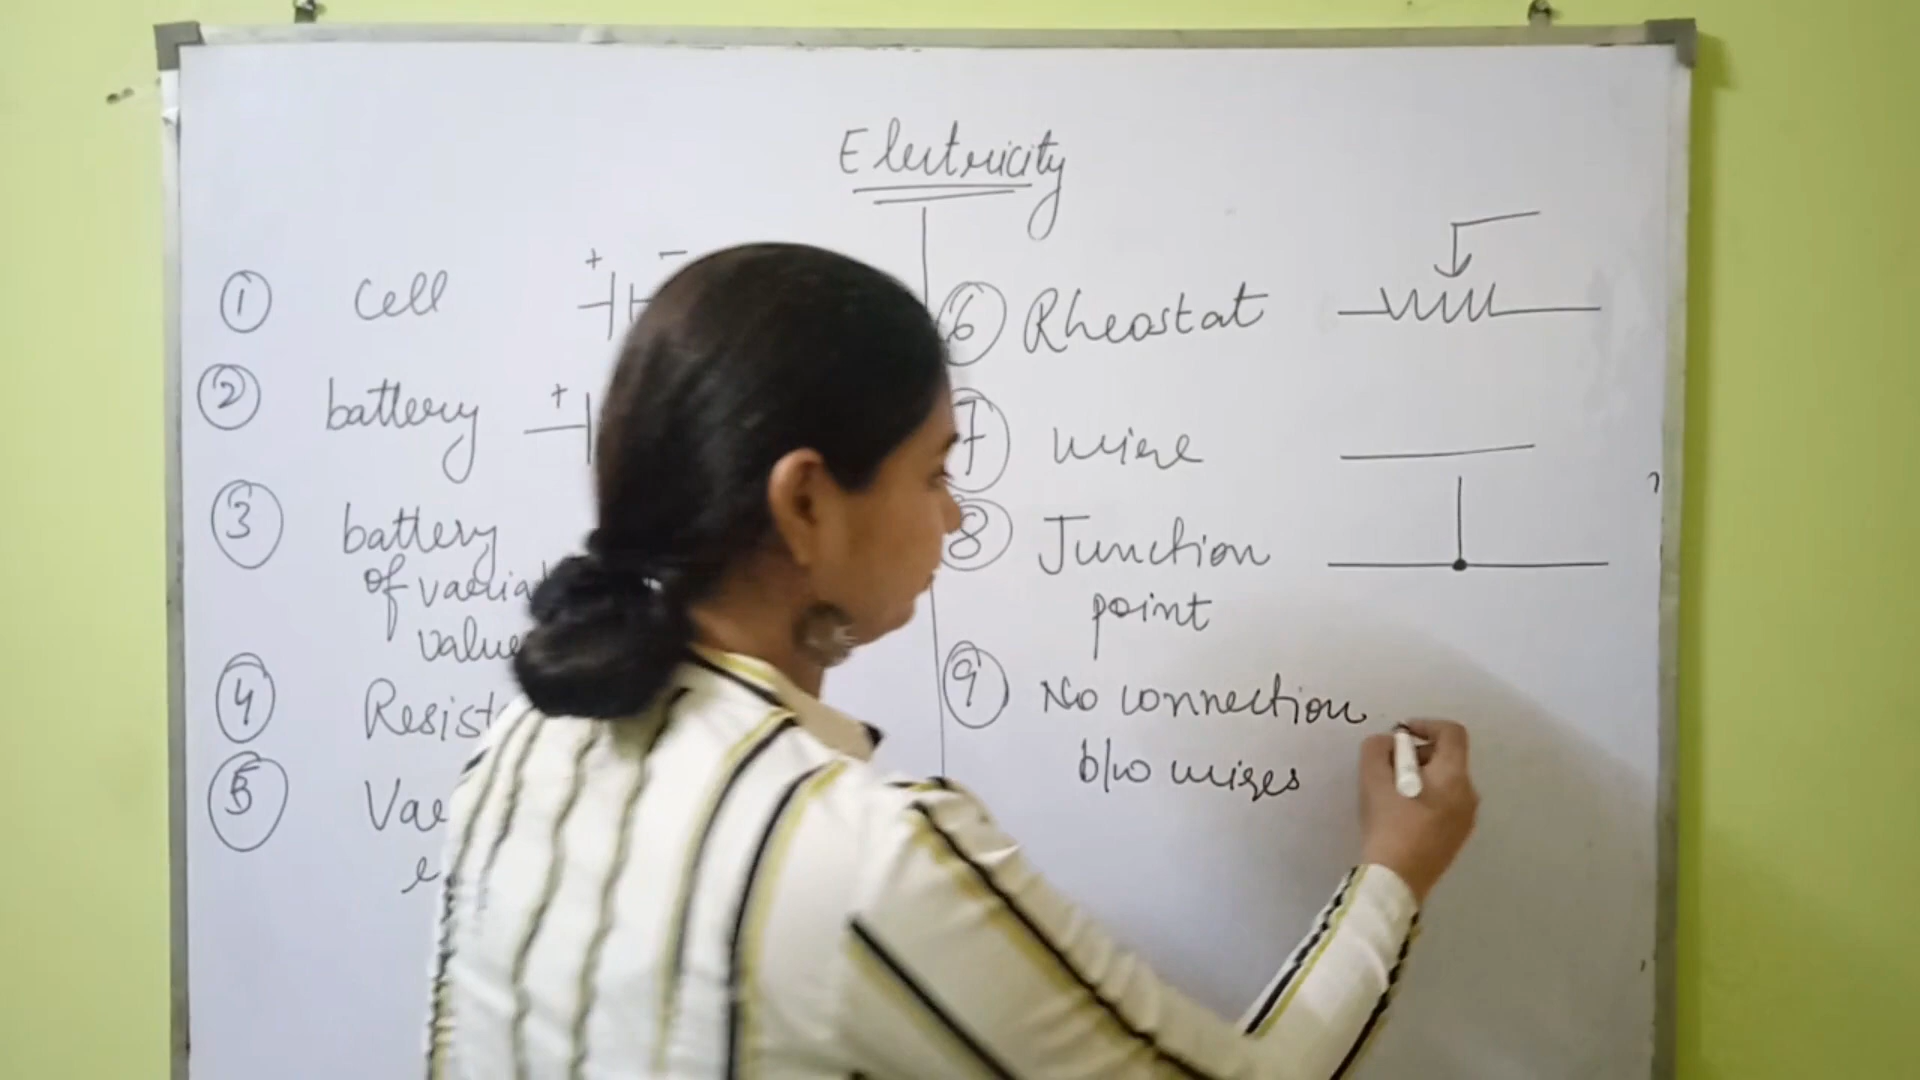 Electricity
① Cell + −
② battery +
③ battery
of
④
⑤
⑥ Rheostat
⑦ wire
⑧ Junction
point
⑨ No connection
b/w wires